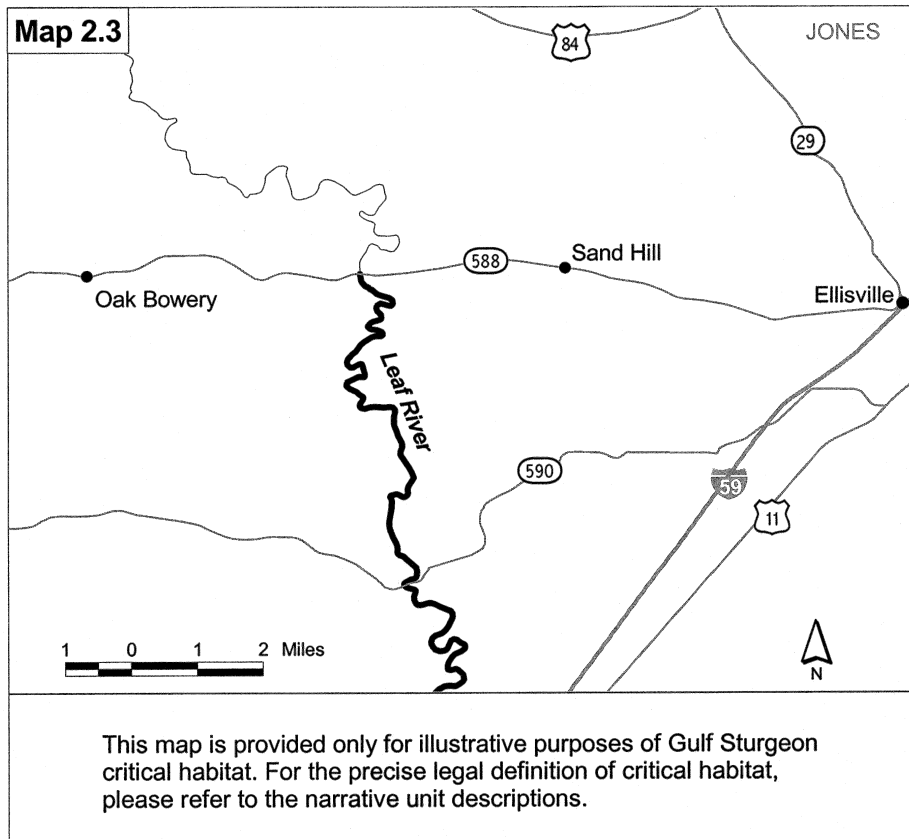 Map 2.3
JONES
84
29
588
Sand Hill
Oak Bowery
Ellisville
Leaf River
590
59
11
1 0 1 2 Miles
N
This map is provided only for illustrative purposes of Gulf Sturgeon
critical habitat. For the precise legal definition of critical habitat,
please refer to the narrative unit descriptions.